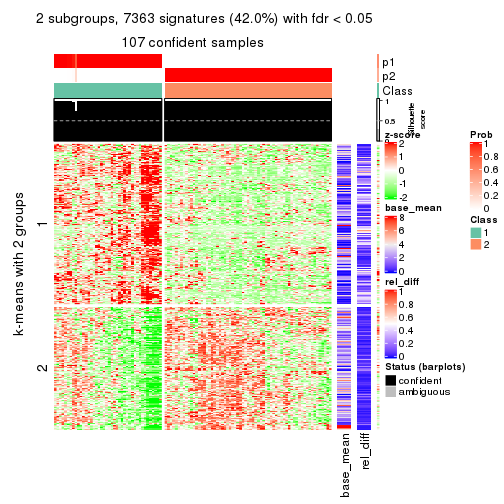 2 subgroups, 7363 signatures (42.0%) with fdr < 0.05
107 confident samples
p1
p2
Class
1
0.5
0
Silhouette
score
k-means with 2 groups
1
2
base_mean
rel_diff
z-score
2
1
0
-1
-2
base_mean
8
6
4
2
0
rel_diff
1
0.8
0.6
0.4
0.2
0
Status (barplots)
confident
ambiguous
Prob
1
0.8
0.6
0.4
0.2
0
Class
1
2